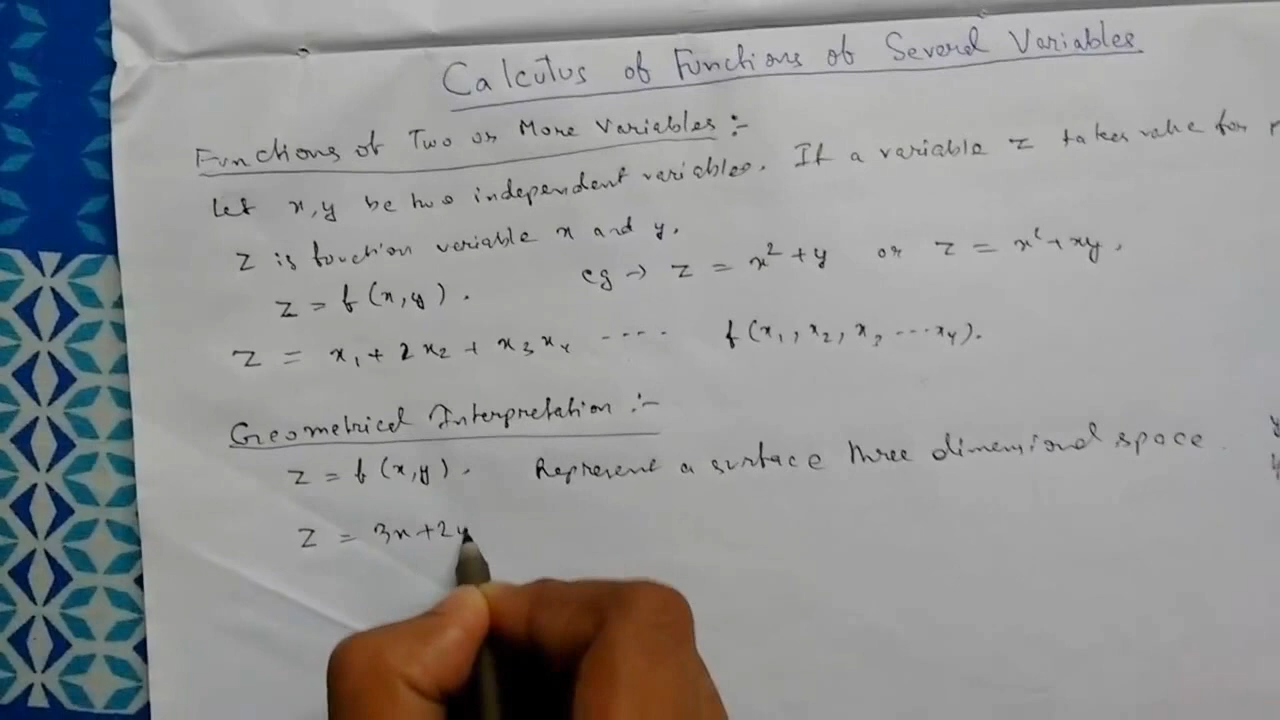 Calculus of Functions of Several Variables
Functions of Two or More Variables :-
Let x, y be two independent variables. If a variable z takes value for
z is function variable x and y.
z = f(x,y). eg → z = x² + y or z = x² + xy.
z = x₁ + 2x₂ + x₃x₄ ---- f(x₁, x₂, x₃ ---x₄).
Geometrical Interpretation :-
z = f(x,y). Represent a surface three dimensional space.
z = 3x+2y